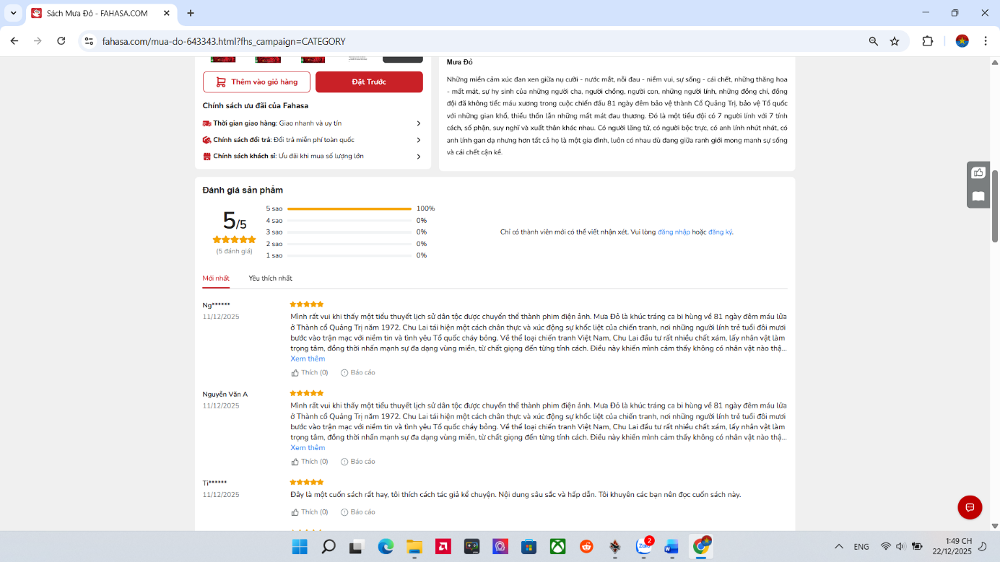 Sách Mưa Đỏ - FAHASA.COM
fahasa.com/mua-do-643343.html?fhs_campaign=CATEGORY
Thêm vào giỏ hàng
Đặt Trước
Chính sách ưu đãi của Fahasa
Thời gian giao hàng: Giao nhanh và uy tín
Chính sách đổi trả: Đổi trả miễn phí toàn quốc
Chính sách khách sỉ: Ưu đãi khi mua số lượng lớn
Mưa Đỏ
Những miền cảm xúc đan xen giữa nụ cười - nước mắt, nỗi đau - niềm vui, sự sống - cái chết, những thăng hoa
- mất mát, sự hy sinh của những người cha, người chồng, người con, những người lính, những đồng chí, đồng
đội đã không tiếc máu xương trong cuộc chiến đấu 81 ngày đêm bảo vệ thành Cổ Quảng Trị, bảo vệ Tổ quốc
với những gian khổ, thiếu thốn lẫn những mất mát đau thương. Đó là một tiểu đội có 7 người lính với 7 tính
cách, số phận, suy nghĩ và xuất thân khác nhau. Có người lãng tử, có người bộc trực, có anh lính nhút nhát, có
anh lính gan dạ nhưng hơn tất cả họ là một gia đình, luôn có nhau dù đang giữa ranh giới mong manh sự sống
và cái chết cận kề.
Đánh giá sản phẩm
5/5
(5 đánh giá)
5 sao 100%
4 sao 0%
3 sao 0%
2 sao 0%
1 sao 0%
Chỉ có thành viên mới có thể viết nhận xét. Vui lòng đăng nhập hoặc đăng ký.
Mới nhất
Yêu thích nhất
Ng******
11/12/2025
Mình rất vui khi thấy một tiểu thuyết lịch sử dân tộc được chuyển thể thành phim điện ảnh. Mưa Đỏ là khúc tráng ca bi hùng về 81 ngày đêm máu lửa
ở Thành cổ Quảng Trị năm 1972. Chu Lai tái hiện một cách chân thực và xúc động sự khốc liệt của chiến tranh, nơi những người lính trẻ tuổi đôi mươi
bước vào trận mạc với niềm tin và tình yêu Tổ quốc cháy bỏng. Về thể loại chiến tranh Việt Nam, Chu Lai đầu tư rất nhiều chất xám, lấy nhân vật làm
trọng tâm, đồng thời nhấn mạnh sự đa dạng vùng miền, từ chất giọng đến từng tính cách. Điều này khiến mình cảm thấy không có nhân vật nào thậ...
Xem thêm
Thích (0)
Báo cáo
Nguyễn Văn A
11/12/2025
Mình rất vui khi thấy một tiểu thuyết lịch sử dân tộc được chuyển thể thành phim điện ảnh. Mưa Đỏ là khúc tráng ca bi hùng về 81 ngày đêm máu lửa
ở Thành cổ Quảng Trị năm 1972. Chu Lai tái hiện một cách chân thực và xúc động sự khốc liệt của chiến tranh, nơi những người lính trẻ tuổi đôi mươi
bước vào trận mạc với niềm tin và tình yêu Tổ quốc cháy bỏng. Về thể loại chiến tranh Việt Nam, Chu Lai đầu tư rất nhiều chất xám, lấy nhân vật làm
trọng tâm, đồng thời nhấn mạnh sự đa dạng vùng miền, từ chất giọng đến từng tính cách. Điều này khiến mình cảm thấy không có nhân vật nào thậ...
Xem thêm
Thích (0)
Báo cáo
Ti******
11/12/2025
Đây là một cuốn sách rất hay, tôi thích cách tác giả kể chuyện. Nội dung sâu sắc và hấp dẫn. Tôi khuyên các bạn nên đọc cuốn sách này.
Thích (0)
Báo cáo
Zalo
2
ENG
1:49 CH
22/12/2025